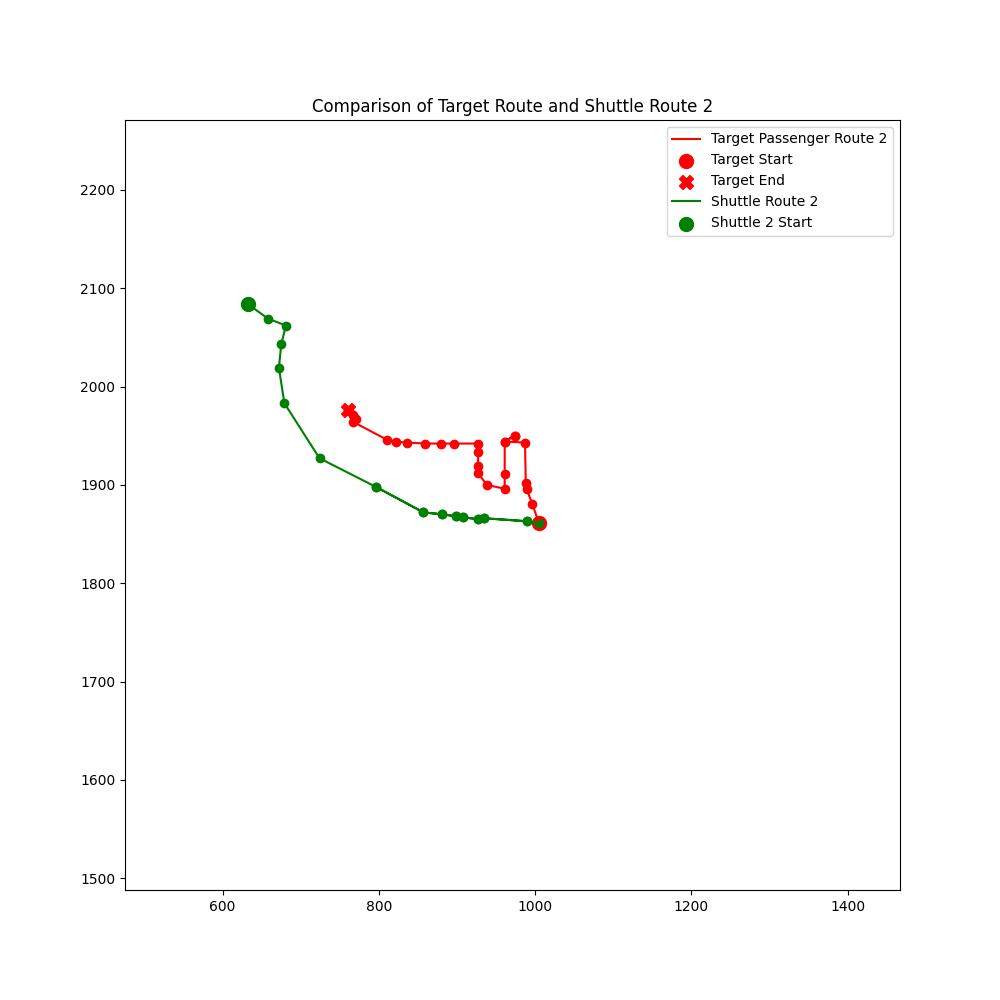 Comparison of Target Route and Shuttle Route 2
Target Passenger Route 2
Target Start
Target End
Shuttle Route 2
Shuttle 2 Start
2200
2100
2000
1900
1800
1700
1600
1500
600 800 1000 1200 1400